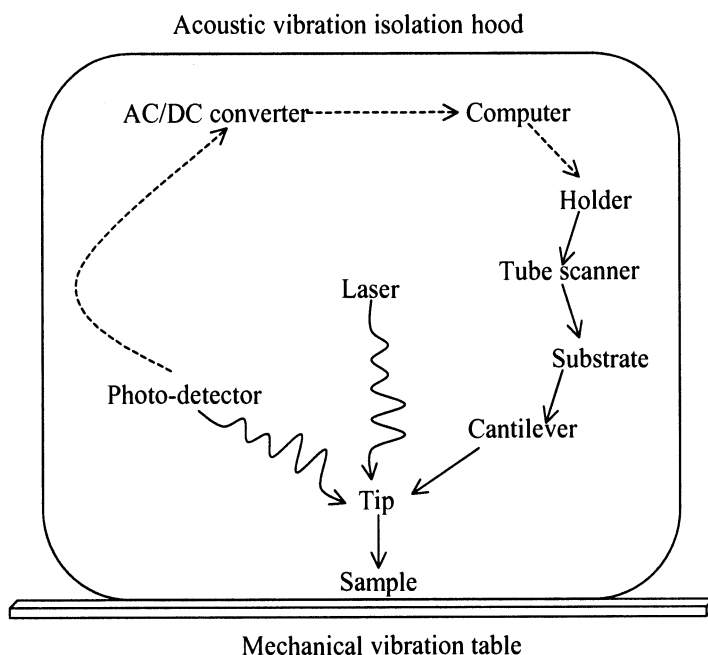 Acoustic vibration isolation hood
AC/DC converter
Computer
Holder
Tube scanner
Laser
Substrate
Photo-detector
Cantilever
Tip
Sample
Mechanical vibration table